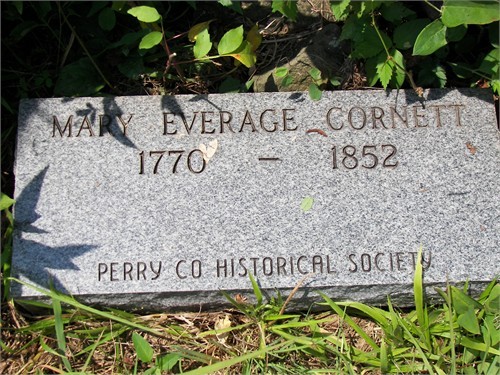 MARY EVERAGE CORNETT
1770 — 1852
PERRY CO HISTORICAL SOCIETY